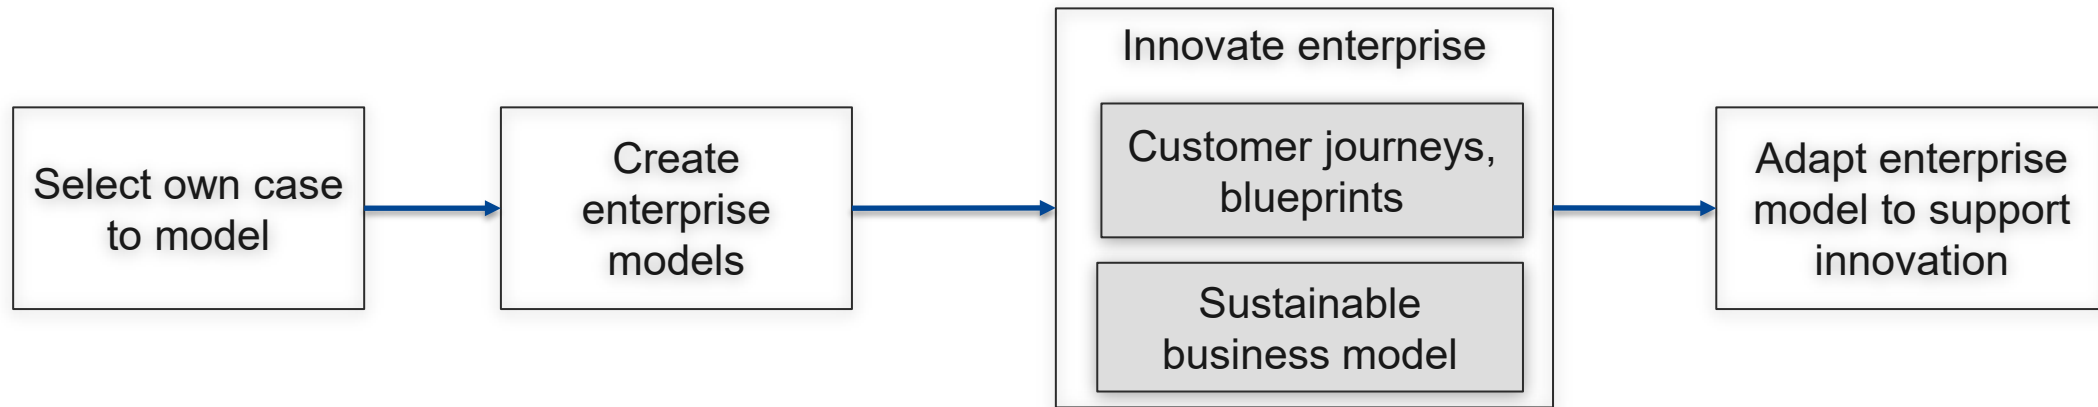 Select own case
to model
Create
enterprise
models
Innovate enterprise
Customer journeys,
blueprints
Sustainable
business model
Adapt enterprise
model to support
innovation